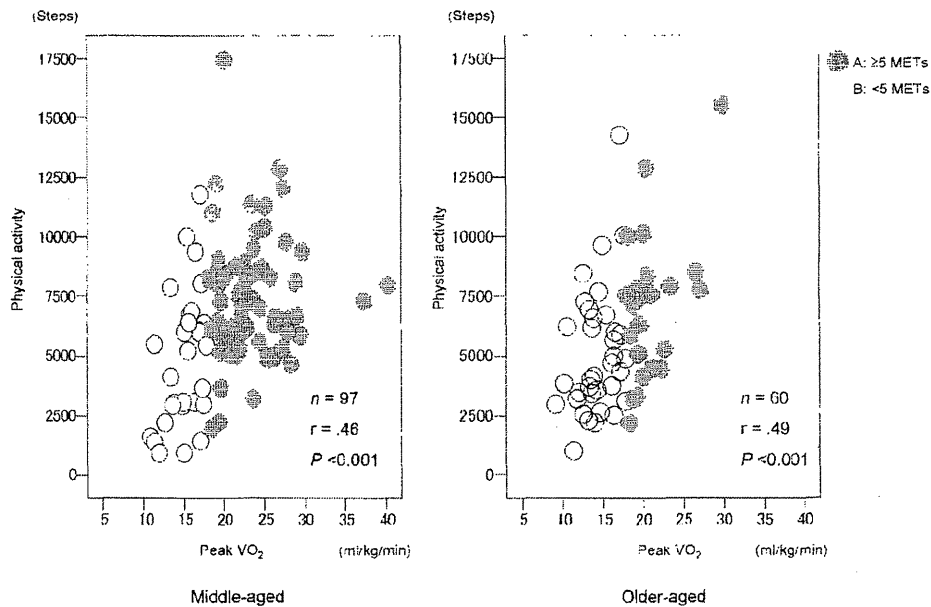 (Steps)
17500
15000
12500
10000
7500
5000
2500
0
Physical activity
n = 97
r = .46
P <0.001
5 10 15 20 25 30 35 40
Peak VO2 (ml/kg/min)
Middle-aged
(Steps)
17500
15000
12500
10000
7500
5000
2500
0
Physical activity
n = 60
r = .49
P <0.001
5 10 15 20 25 30 35 40
Peak VO2 (ml/kg/min)
Older-aged
A: ≥5 METs
B: <5 METs